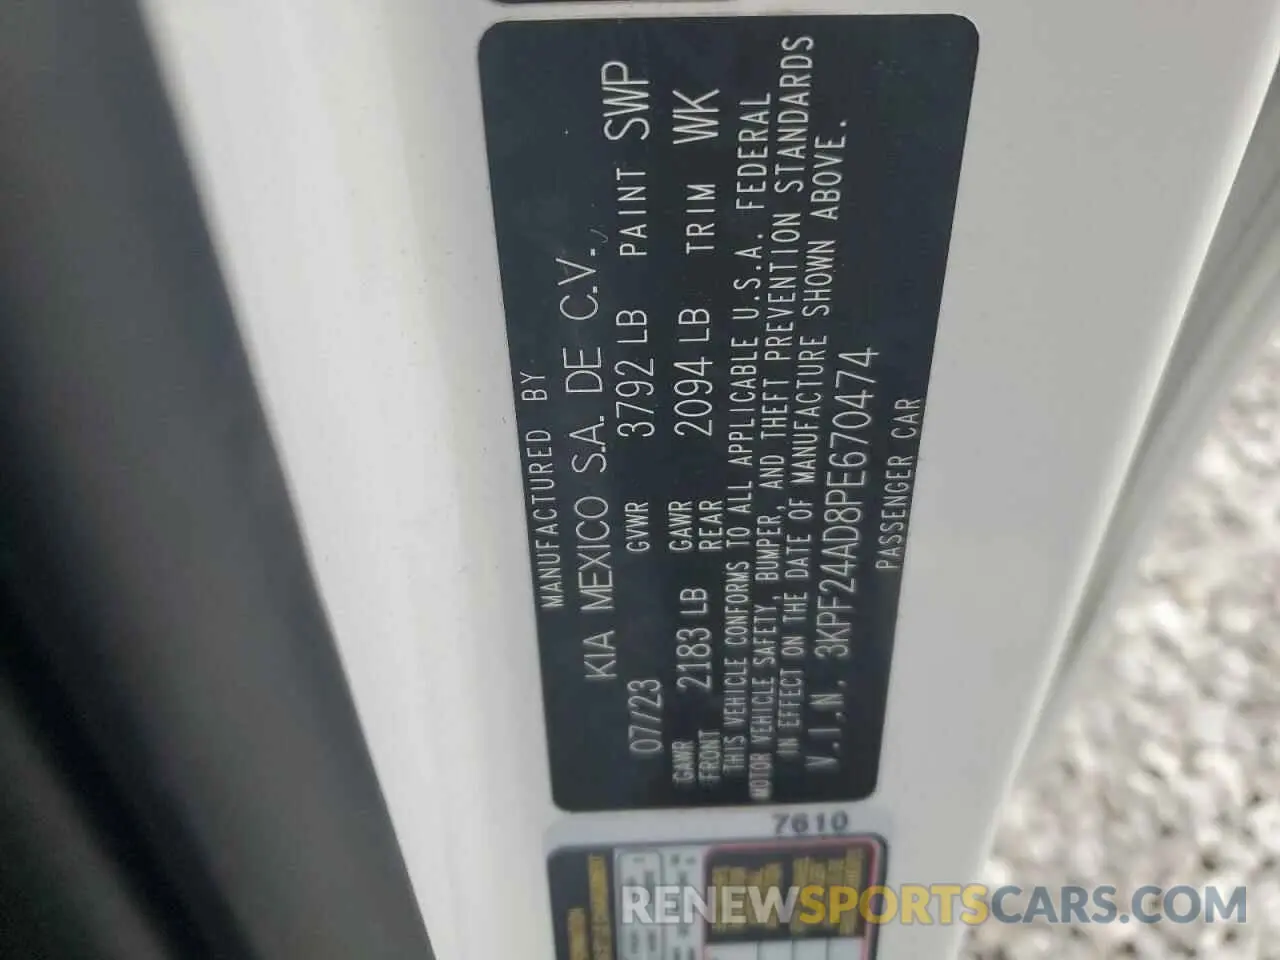 MANUFACTURED BY
KIA MEXICO S.A. DE C.V.
07/23 GVWR 3792 LB PAINT SWP
GAWR FRONT 2183 LB GAWR REAR 2094 LB TRIM WK
THIS VEHICLE CONFORMS TO ALL APPLICABLE U.S.A. FEDERAL
MOTOR VEHICLE SAFETY, BUMPER, AND THEFT PREVENTION STANDARDS
IN EFFECT ON THE DATE OF MANUFACTURE SHOWN ABOVE.
V.I.N. 3KPF24AD8PE670474
PASSENGER CAR
7610
RENEWSPORTSCARS.COM